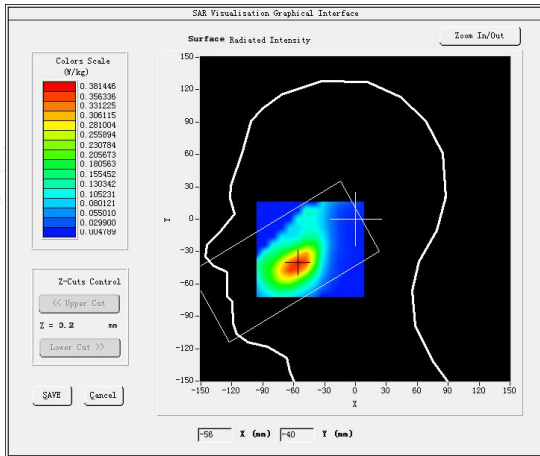 SAR Visualisation Graphical Interface
Surface Radiated Intensity
Zoom In/Out
Colors Scale
(W/kg)
0.381446
0.356336
0.331225
0.306115
0.281004
0.255894
0.230784
0.205673
0.180563
0.155452
0.130342
0.105231
0.080121
0.055010
0.029900
0.004789
Z-Cuts Control
<< Upper Cut
Z = 0.2 mm
Lower Cut >>
SAVE Cancel
150
120
90
60
30
0
-30
-60
-90
-120
-150
Y
-150 -120 -90 -60 -30 0 30 60 90 120 150
X
-56 X (mm) -40 Y (mm)